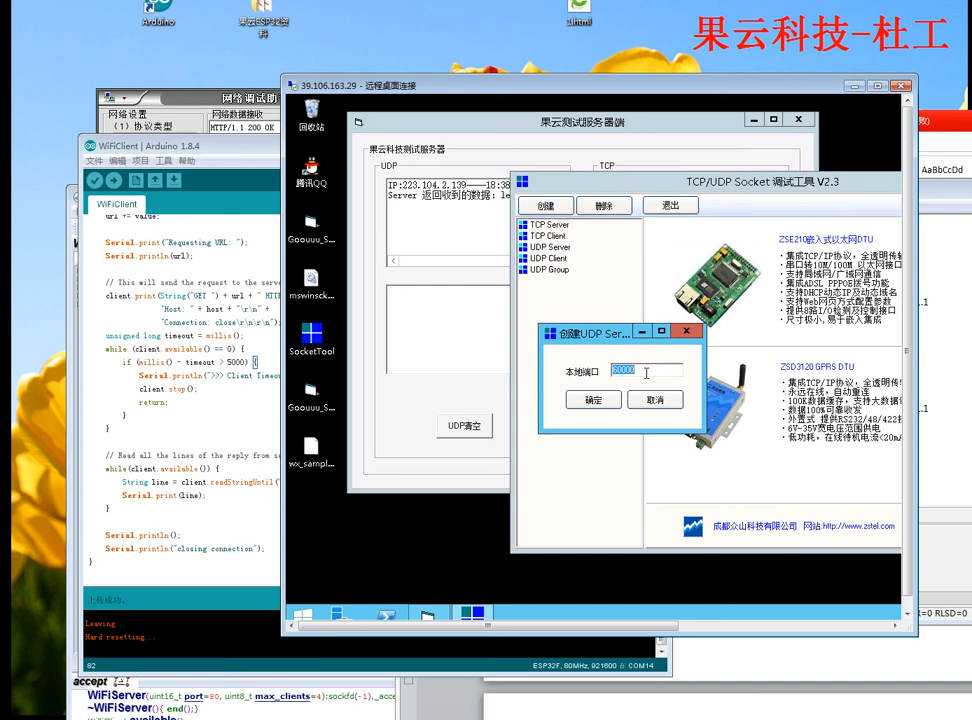 Arduino
果云ESP32资
料
1.html
果云科技-杜工
39.106.163.29 - 远程桌面连接
网络调试助
网络设置
(1) 协议类型
网络数据接收
HTTP/1.1 200 OK
AaBbCcDd
WiFiClient | Arduino 1.8.4
文件 编辑 项目 工具 帮助
WiFiClient
url += value;
Serial.print("Requesting URL: ");
Serial.println(url);
// This will send the request to the serve
client.print(String("GET ") + url + " HTTP
"Host: " + host + "\r\n" +
"Connection: close\r\n\r\n");
unsigned long timeout = millis();
while (client.available() == 0) {
if (millis() - timeout > 5000) {
Serial.println(">>> Client Timeou
client.stop();
return;
}
}
// Read all the lines of the reply from se
while(client.available()) {
String line = client.readStringUntil('
Serial.print(line);
}
Serial.println();
Serial.println("closing connection");
}
上传成功。
Leaving...
Hard resetting...
82
ESP32F, 80MHz, 921600 在 COM14
回收站
腾讯QQ
Goouuu_S...
mswinsck...
SocketTool
Goouuu_S...
wx_sampl...
果云测试服务器端
果云科技测试服务器
UDP
TCP
IP:223.104.2.139————18:38
Server 返回收到的数据: le
UDP清空
TCP/UDP Socket 调试工具 V2.3
创建
删除
退出
TCP Server
TCP Client
UDP Server
UDP Client
UDP Group
ZSE210嵌入式以太网DTU
·集成TCP/IP协议,全透明传输
·串口转10M/100M 以太网接口
·支持局域网/广域网通信
·集成ADSL PPPOE拨号功能
·支持DHCP动态IP及动态域名
·支持Web网页方式配置参数
·提供8路I/O检测及控制接口
·尺寸极小,易于嵌入集成
创建UDP Ser...
本地端口
60000
确定
取消
ZSD3120 GPRS DTU
·集成TCP/IP协议,全透明传输
·永远在线,自动重连
·100K数据缓存,支持大数据
·数据100%可靠收发
·外置式 提供RS232/48/422接
·6V-35V宽电压范围供电
·低功耗,在线待机电流<20mA
成都众山科技有限公司 网站:http://www.zstel.com
.1
.1
=0 RLSD=0
accept
WiFiServer(uint16_t port=80, uint8_t max_clients=4):sockfd(-1),_acce
~WiFiServer(){ end();}
WiFiClient available();